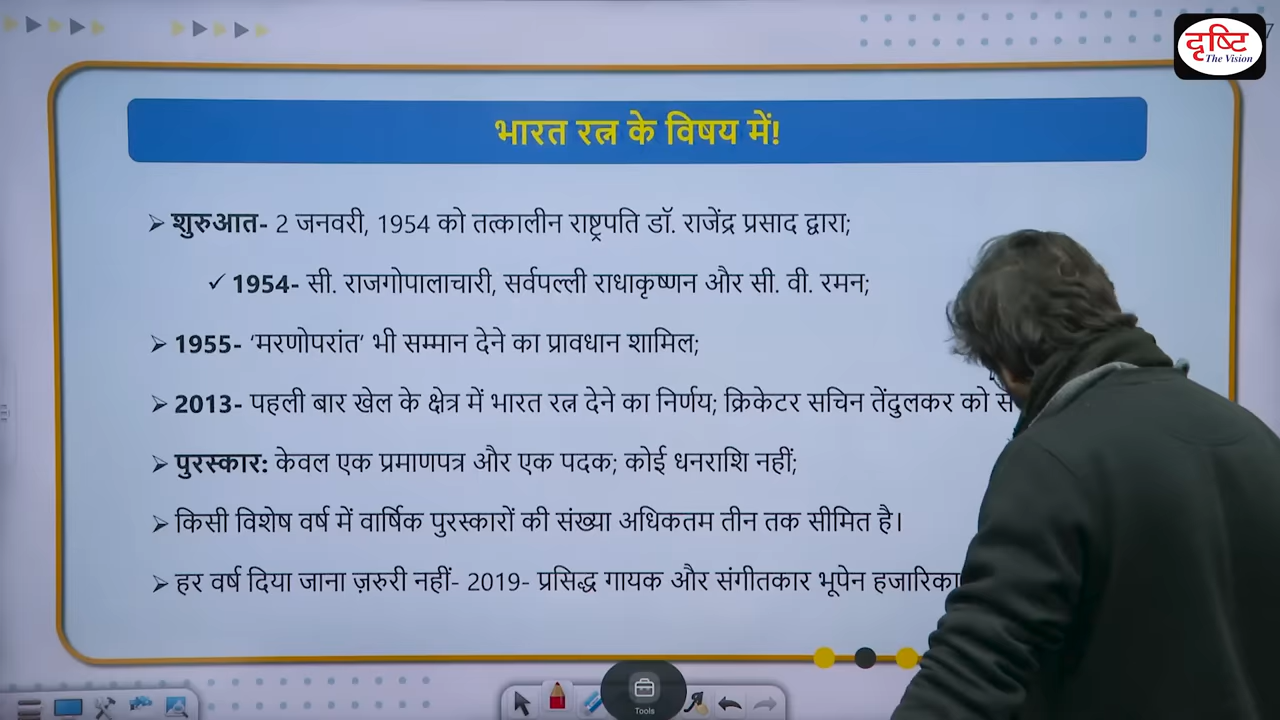 दृष्टि
The Vision
भारत रत्न के विषय में!
➢ शुरुआत- 2 जनवरी, 1954 को तत्कालीन राष्ट्रपति डॉ. राजेंद्र प्रसाद द्वारा;
✓ 1954- सी. राजगोपालाचारी, सर्वपल्ली राधाकृष्णन और सी. वी. रमन;
➢ 1955- ‘मरणोपरांत’ भी सम्मान देने का प्रावधान शामिल;
➢ 2013- पहली बार खेल के क्षेत्र में भारत रत्न देने का निर्णय; क्रिकेटर सचिन तेंदुलकर को
➢ पुरस्कार: केवल एक प्रमाणपत्र और एक पदक; कोई धनराशि नहीं;
➢ किसी विशेष वर्ष में वार्षिक पुरस्कारों की संख्या अधिकतम तीन तक सीमित है।
➢ हर वर्ष दिया जाना ज़रुरी नहीं- 2019- प्रसिद्ध गायक और संगीतकार भूपेन हजारिका
Tools